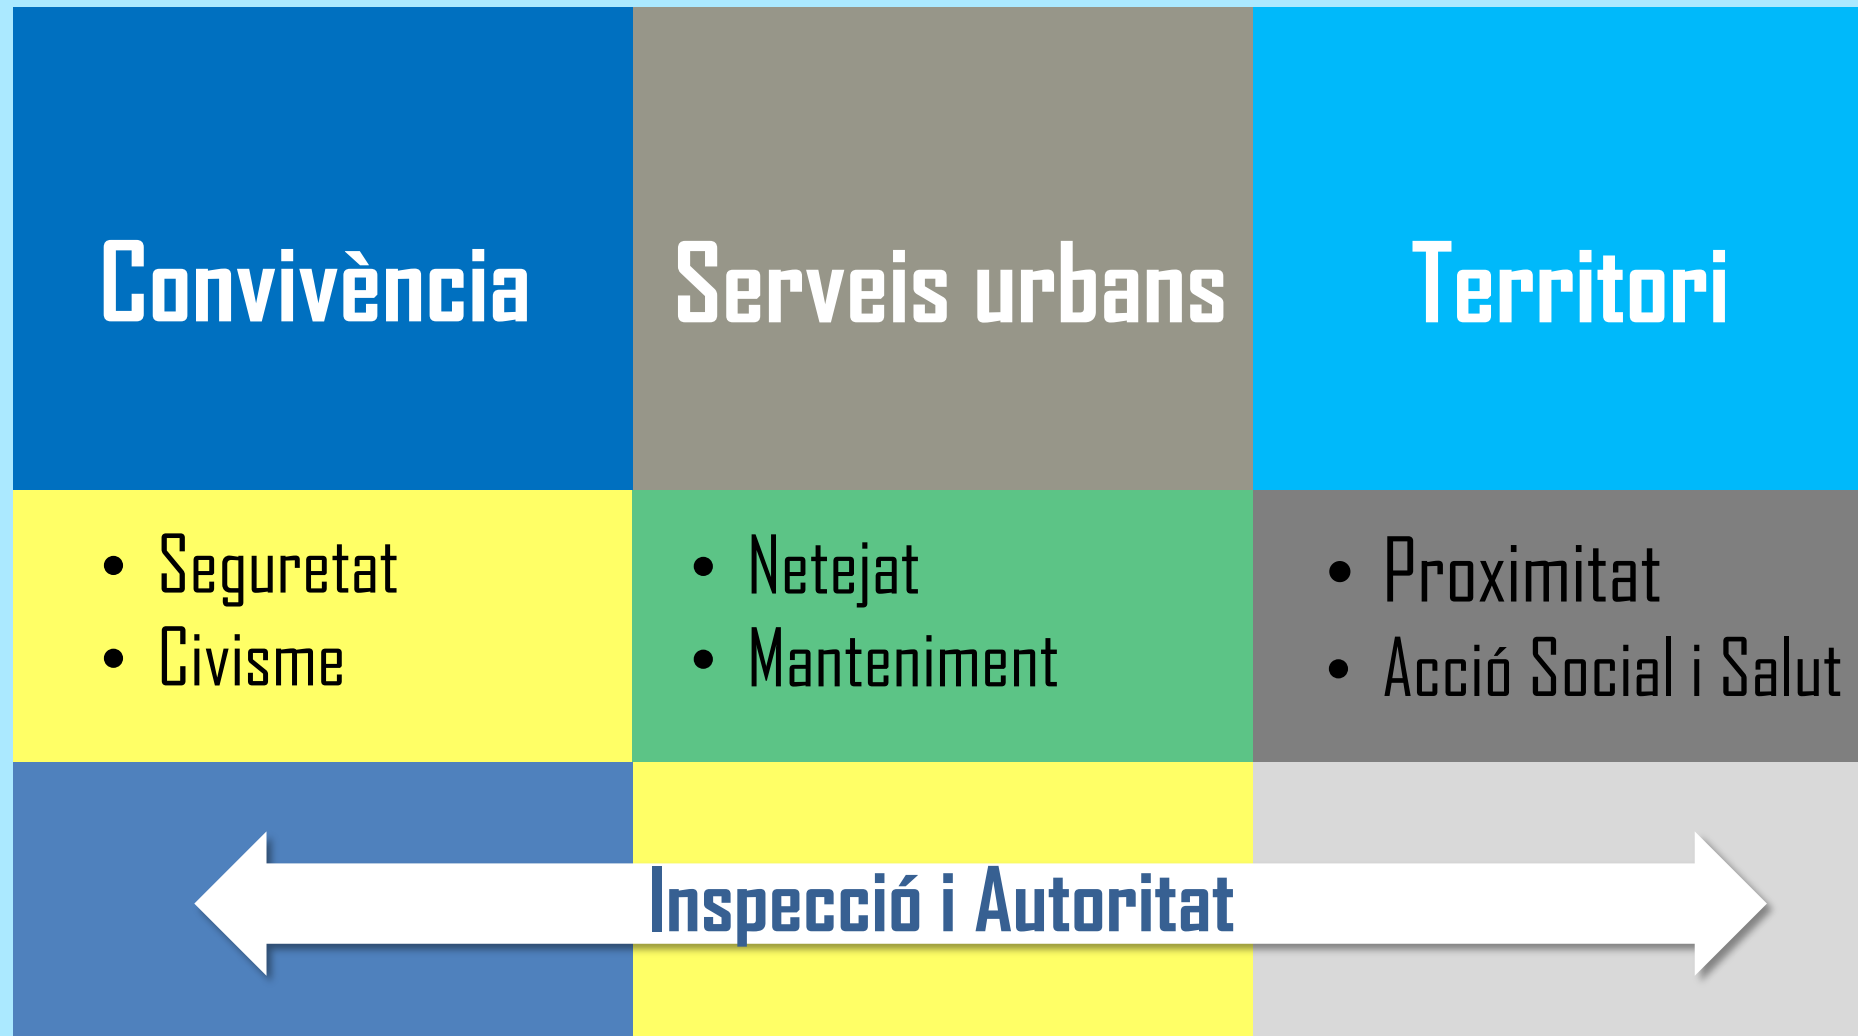 Convivència
Serveis urbans
Territori
• Seguretat
• Civisme
• Netejat
• Manteniment
• Proximitat
• Acció Social i Salut
Inspecció i Autoritat